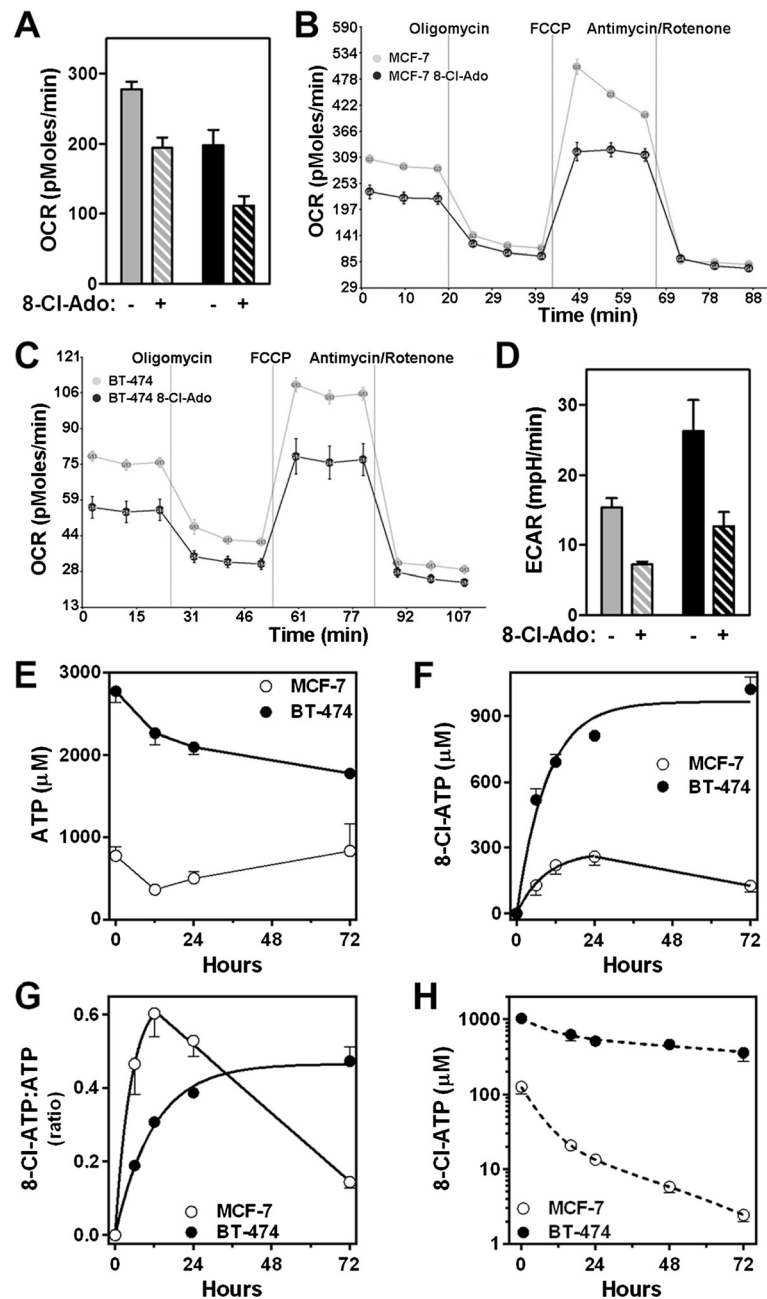 A
OCR (pMoles/min)
300
200
100
0
8-Cl-Ado: - + - +
B
Oligomycin FCCP Antimycin/Rotenone
MCF-7
MCF-7 8-Cl-Ado
OCR (pMoles/min)
590
534
478
422
366
309
253
197
141
85
29
0 10 20 29 39 49 59 69 78 88
Time (min)
C
Oligomycin FCCP Antimycin/Rotenone
BT-474
BT-474 8-Cl-Ado
OCR (pMoles/min)
121
106
90
75
59
44
28
13
0 15 31 46 61 77 92 107
Time (min)
D
ECAR (mpH/min)
30
20
10
0
8-Cl-Ado: - + - +
E
MCF-7
BT-474
ATP (μM)
3000
2000
1000
0
0 24 48 72
Hours
F
MCF-7
BT-474
8-Cl-ATP (μM)
900
600
300
0
0 24 48 72
Hours
G
8-Cl-ATP:ATP
(ratio)
0.6
0.4
0.2
0.0
MCF-7
BT-474
0 24 48 72
Hours
H
8-Cl-ATP (μM)
1000
100
10
1
MCF-7
BT-474
0 24 48 72
Hours